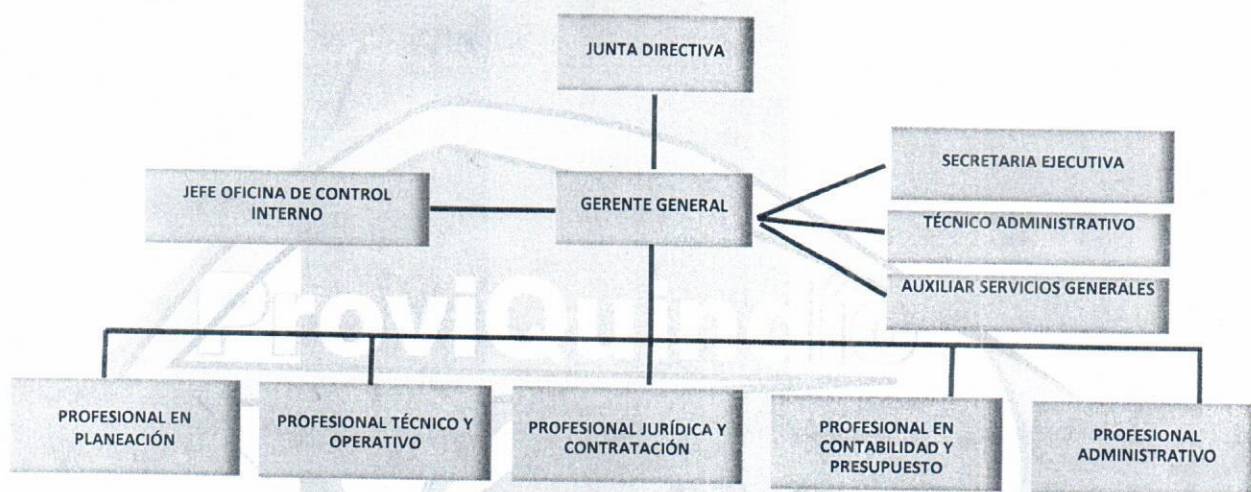 JUNTA DIRECTIVA
SECRETARIA EJECUTIVA
JEFE OFICINA DE CONTROL
INTERNO
GERENTE GENERAL
TÉCNICO ADMINISTRATIVO
AUXILIAR SERVICIOS GENERALES
ProviQuindío
PROFESIONAL EN
PLANEACIÓN
PROFESIONAL TÉCNICO Y
OPERATIVO
PROFESIONAL JURÍDICA Y
CONTRATACIÓN
PROFESIONAL EN
CONTABILIDAD Y
PRESUPUESTO
PROFESIONAL
ADMINISTRATIVO